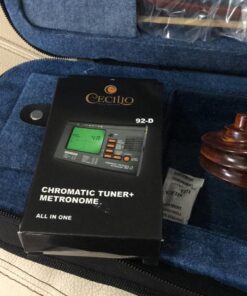 CECILIO
92-D
CHROMATIC TUNER+
METRONOME
ALL IN ONE